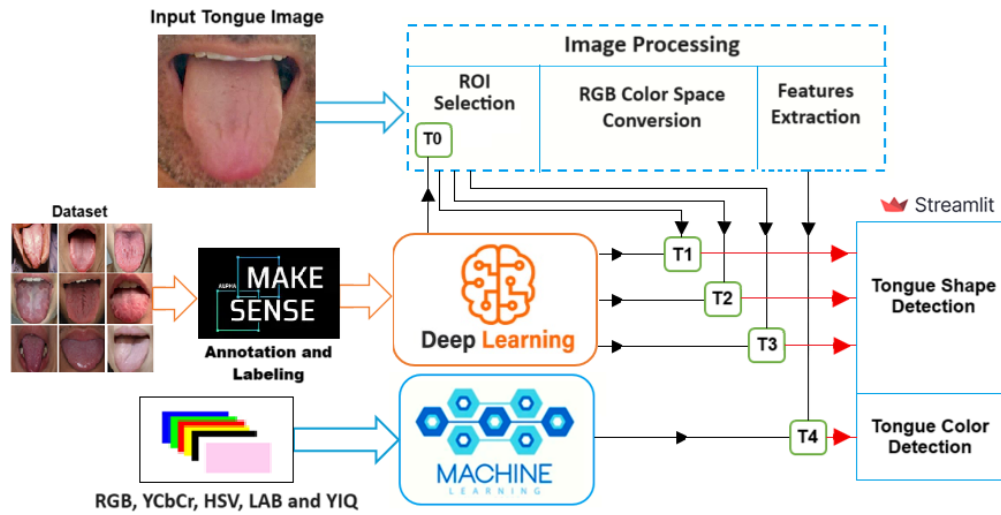 Input Tongue Image
Image Processing
ROI
Selection
RGB Color Space
Conversion
Features
Extraction
T0
Dataset
Streamlit
ALPHA
MAKE
SENSE
Annotation and
Labeling
Deep Learning
T1
T2
T3
Tongue Shape
Detection
MACHINE
LEARNING
T4
Tongue Color
Detection
RGB, YCbCr, HSV, LAB and YIQ